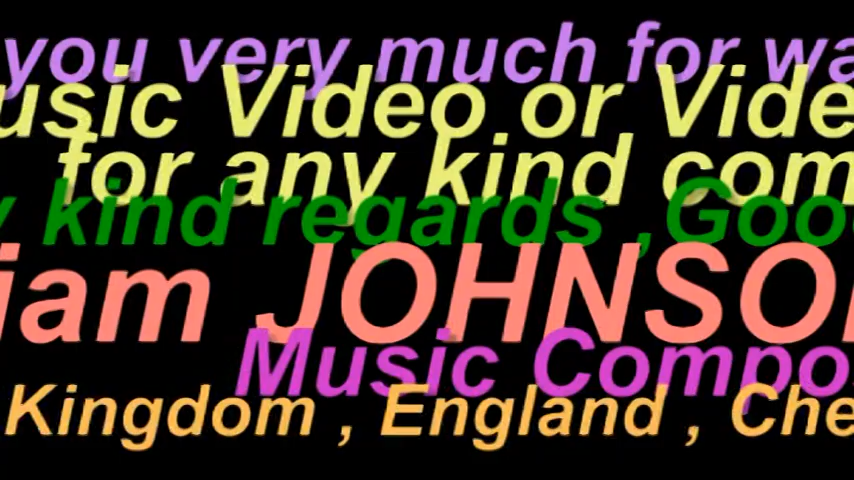 you very much for wa
usic Video or Vide
for any kind com
y kind regards ,Goo
iam JOHNSO
Music Compo
Kingdom , England , Che